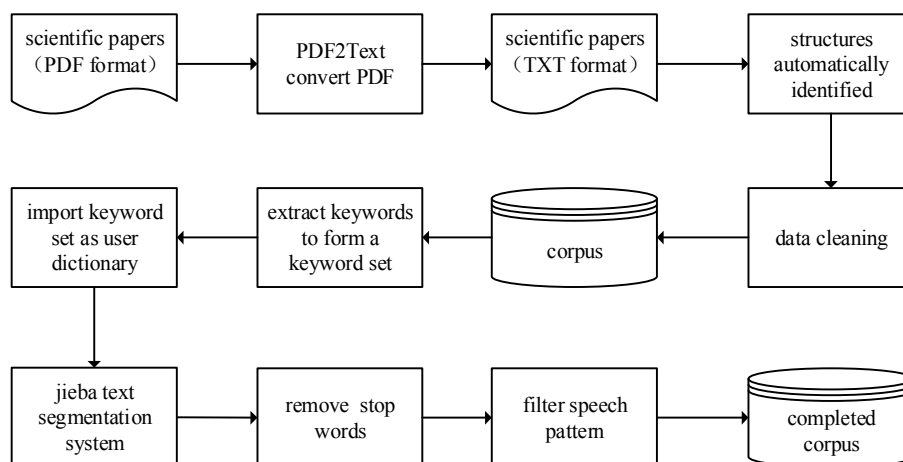 scientific papers
（PDF format）
PDF2Text
convert PDF
scientific papers
（TXT format）
structures
automatically
identified
data cleaning
corpus
extract keywords
to form a
keyword set
import keyword
set as user
dictionary
jieba text
segmentation
system
remove stop
words
filter speech
pattern
completed
corpus